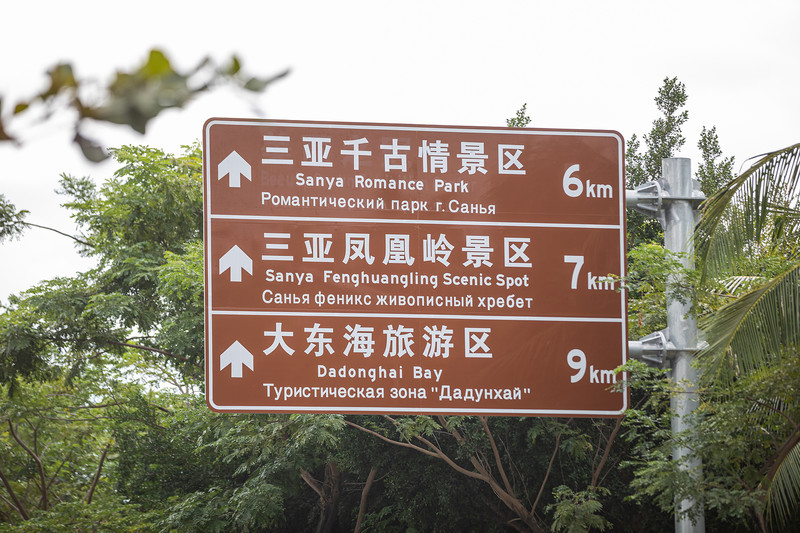 三亚千古情景区
Sanya Romance Park
Романтический парк г.Санья
6km
三亚凤凰岭景区
Sanya Fenghuangling Scenic Spot
Санья феникс живописный хребет
7km
大东海旅游区
Dadonghai Bay
Туристическая зона "Дадунхай"
9km